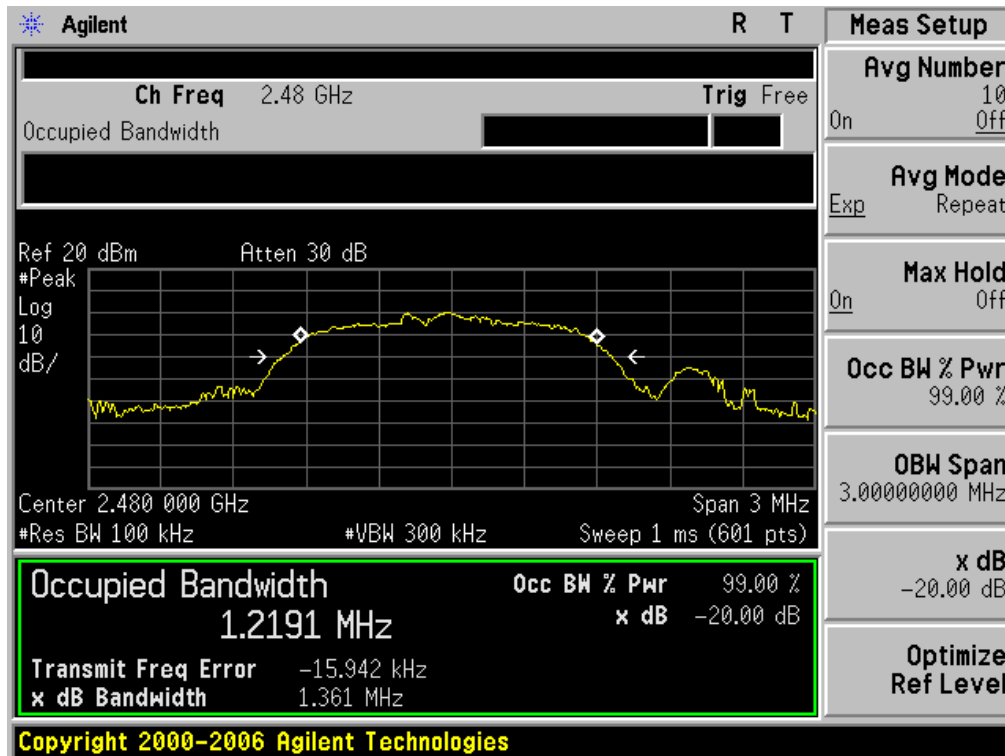 Agilent R T
Ch Freq 2.48 GHz Trig Free
Occupied Bandwidth
Ref 20 dBm Atten 30 dB
#Peak
Log
10
dB/
Center 2.480 000 GHz Span 3 MHz
#Res BW 100 kHz #VBW 300 kHz Sweep 1 ms (601 pts)
Occupied Bandwidth Occ BW % Pwr 99.00 %
1.2191 MHz x dB -20.00 dB
Transmit Freq Error -15.942 kHz
x dB Bandwidth 1.361 MHz
Copyright 2000-2006 Agilent Technologies
Meas Setup
Avg Number
10
On Off
Avg Mode
Exp Repeat
Max Hold
On Off
Occ BW % Pwr
99.00 %
OBW Span
3.00000000 MHz
x dB
-20.00 dB
Optimize
Ref Level